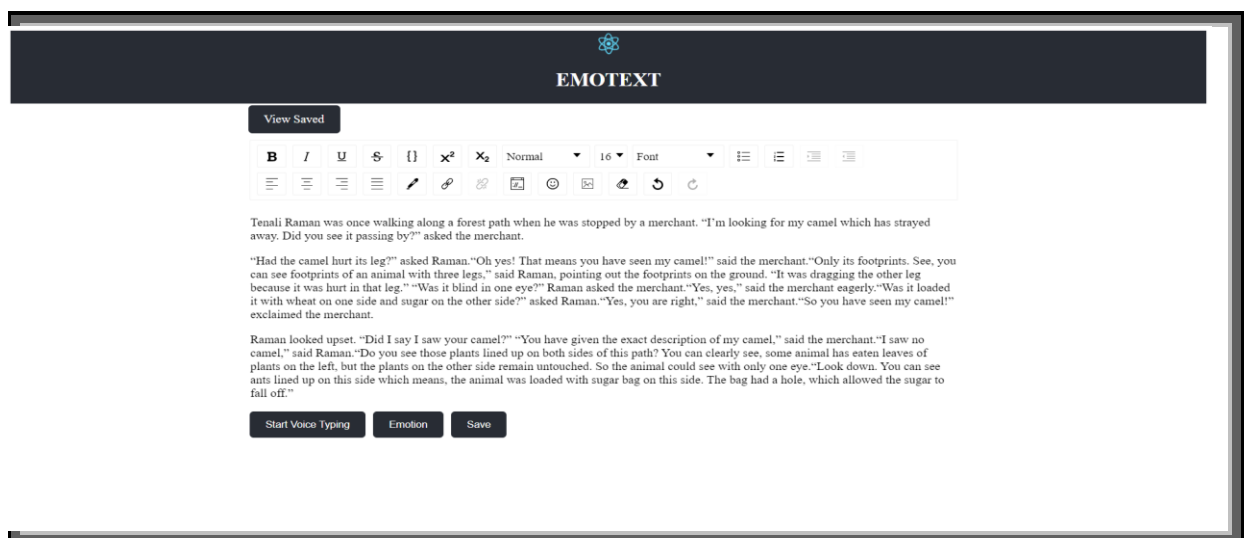 EMOTEXT
View Saved
B I U S {} x² x₂ Normal 16 Font
Tenali Raman was once walking along a forest path when he was stopped by a merchant. “I’m looking for my camel which has strayed
away. Did you see it passing by?” asked the merchant.
“Had the camel hurt its leg?” asked Raman.“Oh yes! That means you have seen my camel!” said the merchant.“Only its footprints. See, you
can see footprints of an animal with three legs,” said Raman, pointing out the footprints on the ground. “It was dragging the other leg
because it was hurt in that leg.” “Was it blind in one eye?” Raman asked the merchant.“Yes, yes,” said the merchant eagerly.“Was it loaded
it with wheat on one side and sugar on the other side?” asked Raman.“Yes, you are right,” said the merchant.“So you have seen my camel!”
exclaimed the merchant.
Raman looked upset. “Did I say I saw your camel?” “You have given the exact description of my camel,” said the merchant.“I saw no
camel,” said Raman.“Do you see those plants lined up on both sides of this path? You can clearly see, some animal has eaten leaves of
plants on the left, but the plants on the other side remain untouched. So the animal could see with only one eye.“Look down. You can see
ants lined up on this side which means, the animal was loaded with sugar bag on this side. The bag had a hole, which allowed the sugar to
fall off.”
Start Voice Typing Emotion Save